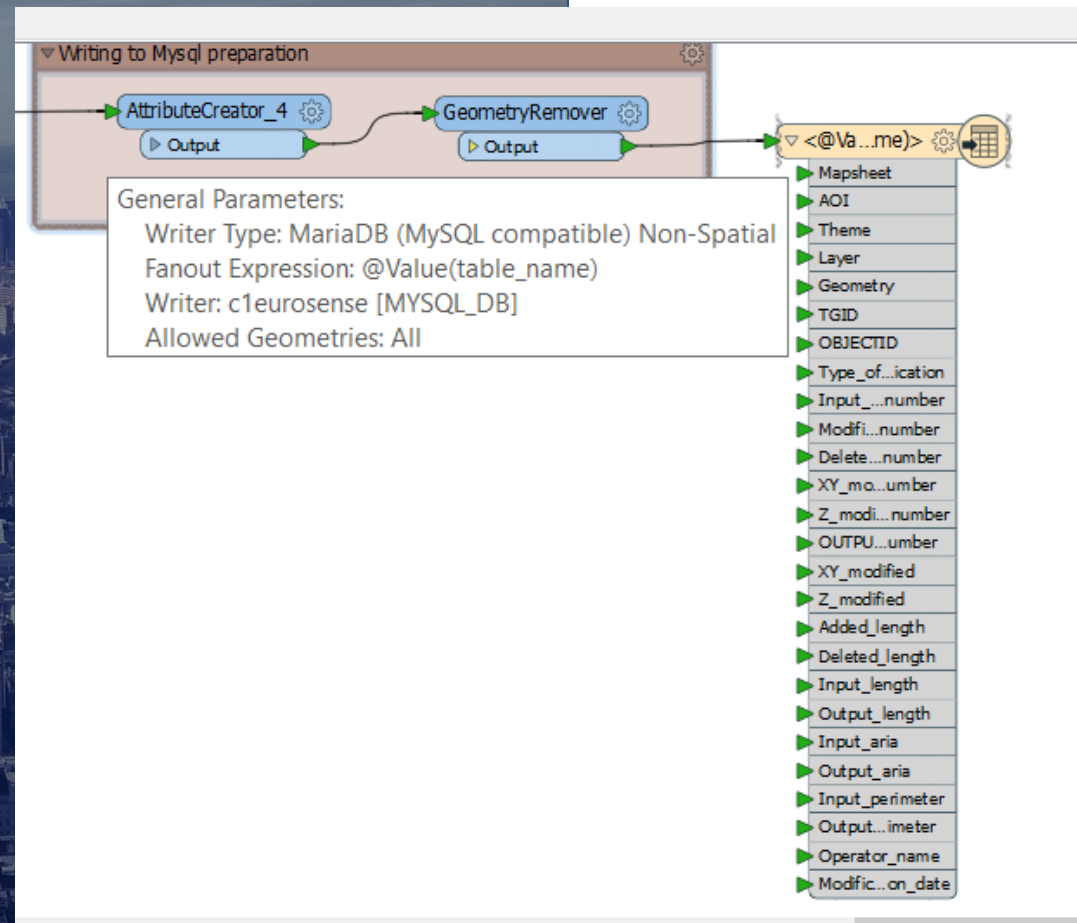 Writing to Mysql preparation
AttributeCreator_4
Output
GeometryRemover
Output
<@Va...me)>
General Parameters:
Writer Type: MariaDB (MySQL compatible) Non-Spatial
Fanout Expression: @Value(table_name)
Writer: c1eurosense [MYSQL_DB]
Allowed Geometries: All
Mapsheet
AOI
Theme
Layer
Geometry
TGID
OBJECTID
Type_of...ication
Input_...number
Modifi...number
Delete...number
XY_mo...umber
Z_modi...number
OUTPU...umber
XY_modified
Z_modified
Added_length
Deleted_length
Input_length
Output_length
Input_aria
Output_aria
Input_perimeter
Output...imeter
Operator_name
Modific...on_date